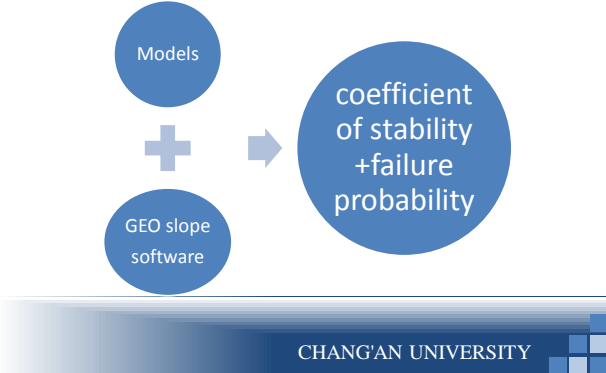 Models
GEO slope
software
coefficient
of stability
+failure
probability
CHANG'AN UNIVERSITY